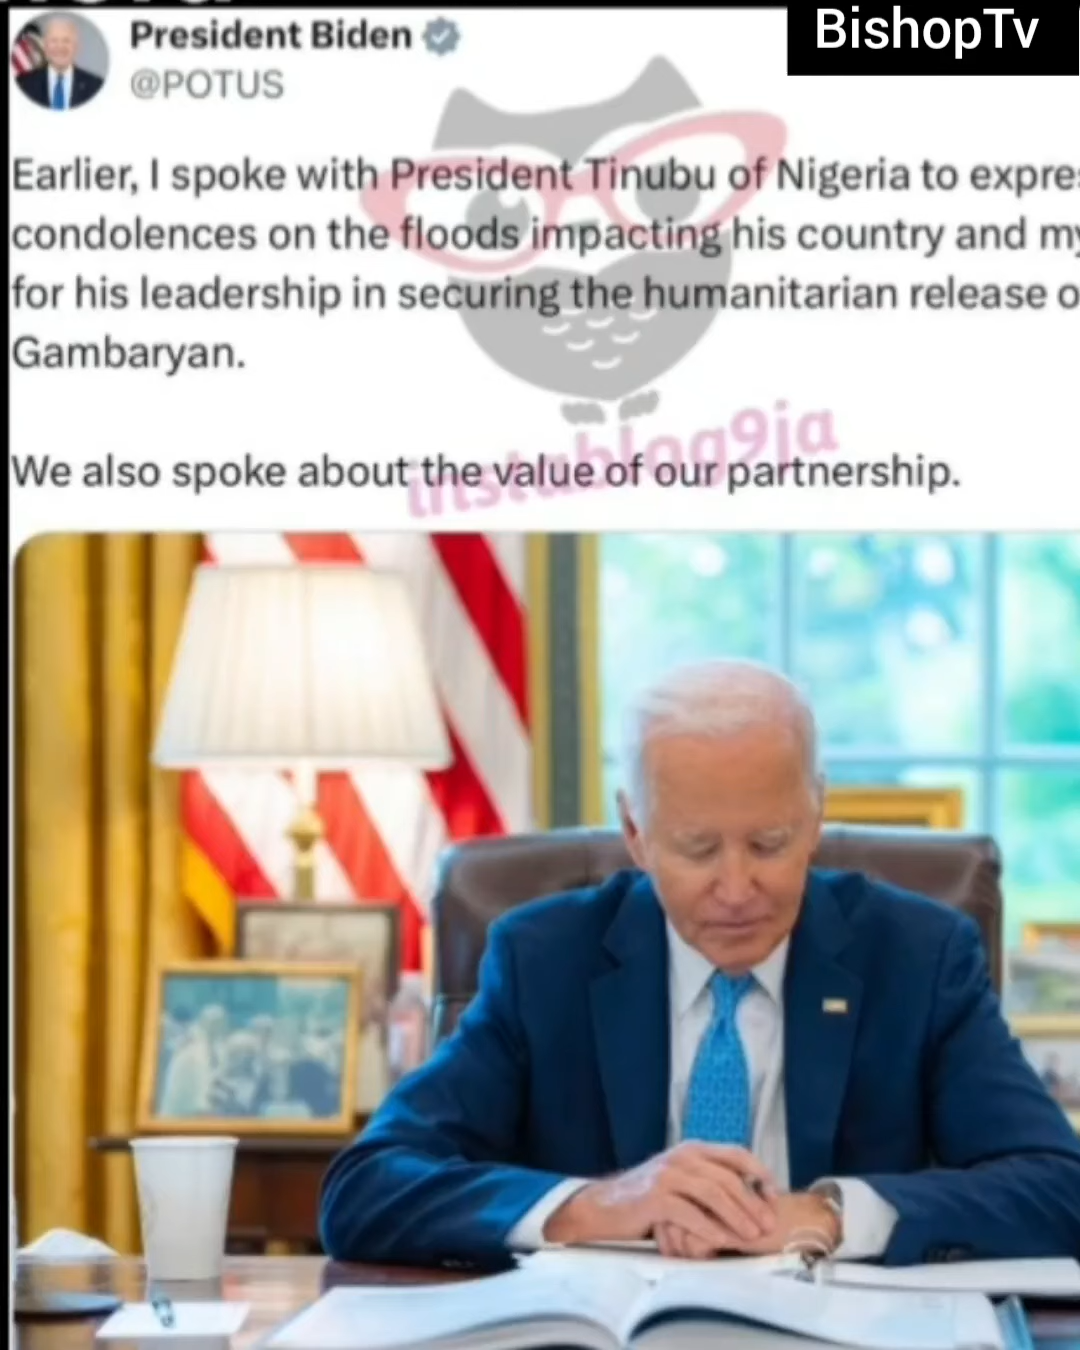 President Biden
@POTUS
BishopTv
Earlier, I spoke with President Tinubu of Nigeria to expre
condolences on the floods impacting his country and my
for his leadership in securing the humanitarian release o
Gambaryan.
We also spoke about the value of our partnership.
instablog9ja